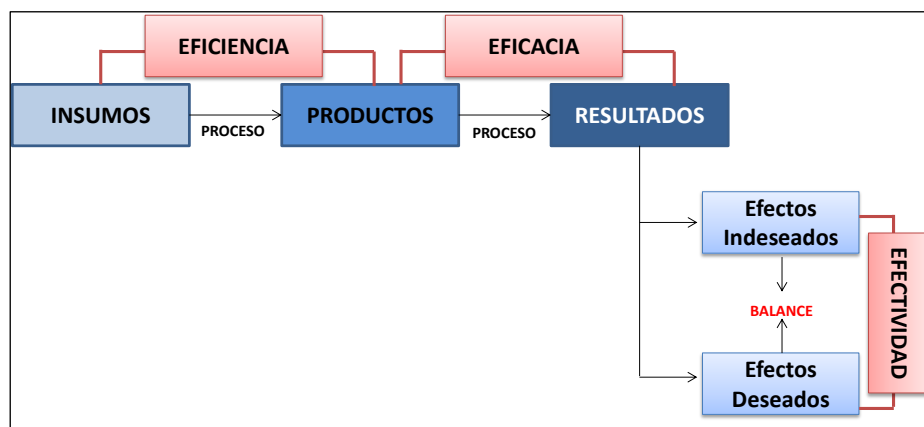 EFICIENCIA
EFICACIA
INSUMOS
PROCESO
PRODUCTOS
PROCESO
RESULTADOS
Efectos
Indeseados
BALANCE
Efectos
Deseados
EFECTIVIDAD